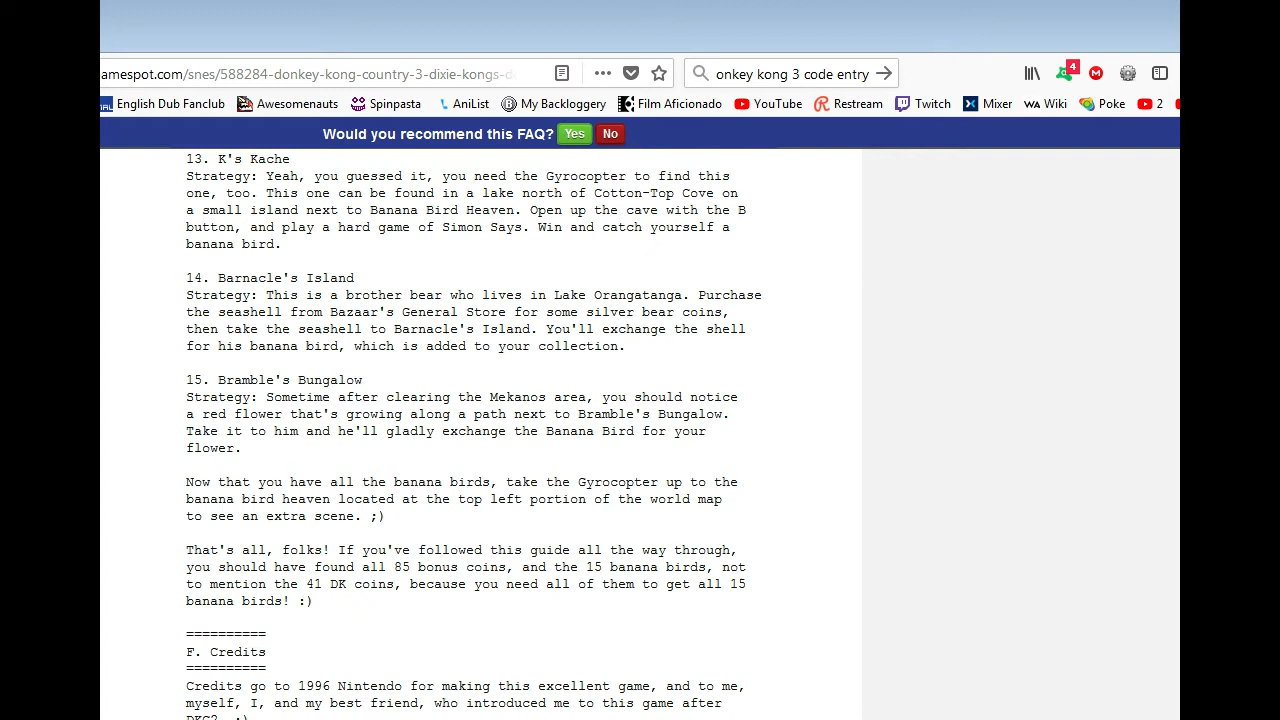 amespot.com/snes/588284-donkey-kong-country-3-dixie-kongs-d
onkey kong 3 code entry
4
English Dub Fanclub Awesomenauts Spinpasta AniList My Backloggery Film Aficionado YouTube Restream Twitch Mixer WA Wiki Poke 2
Would you recommend this FAQ? Yes No
13. K's Kache
Strategy: Yeah, you guessed it, you need the Gyrocopter to find this
one, too. This one can be found in a lake north of Cotton-Top Cove on
a small island next to Banana Bird Heaven. Open up the cave with the B
button, and play a hard game of Simon Says. Win and catch yourself a
banana bird.
14. Barnacle's Island
Strategy: This is a brother bear who lives in Lake Orangatanga. Purchase
the seashell from Bazaar's General Store for some silver bear coins,
then take the seashell to Barnacle's Island. You'll exchange the shell
for his banana bird, which is added to your collection.
15. Bramble's Bungalow
Strategy: Sometime after clearing the Mekanos area, you should notice
a red flower that's growing along a path next to Bramble's Bungalow.
Take it to him and he'll gladly exchange the Banana Bird for your
flower.
Now that you have all the banana birds, take the Gyrocopter up to the
banana bird heaven located at the top left portion of the world map
to see an extra scene. ;)
That's all, folks! If you've followed this guide all the way through,
you should have found all 85 bonus coins, and the 15 banana birds, not
to mention the 41 DK coins, because you need all of them to get all 15
banana birds! :)
==========
F. Credits
==========
Credits go to 1996 Nintendo for making this excellent game, and to me,
myself, I, and my best friend, who introduced me to this game after
DKC2. :)